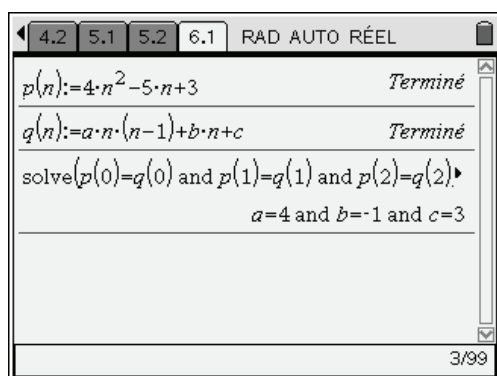 4.2 5.1 5.2 6.1 RAD AUTO RÉEL
p(n):=4·n²−5·n+3 Terminé
q(n):=a·n·(n−1)+b·n+c Terminé
solve(p(0)=q(0) and p(1)=q(1) and p(2)=q(2)
a=4 and b=-1 and c=3
3/99